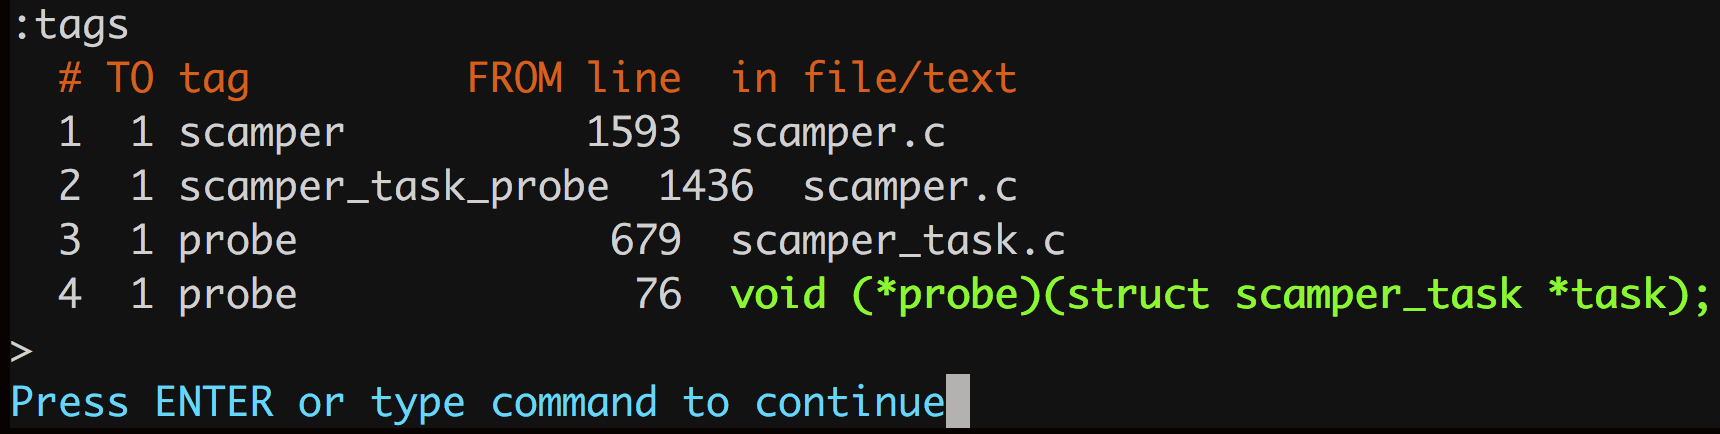 :tags
  # TO tag         FROM line  in file/text
  1  1 scamper          1593  scamper.c
  2  1 scamper_task_probe  1436  scamper.c
  3  1 probe             679  scamper_task.c
  4  1 probe              76  void (*probe)(struct scamper_task *task);
>
Press ENTER or type command to continue